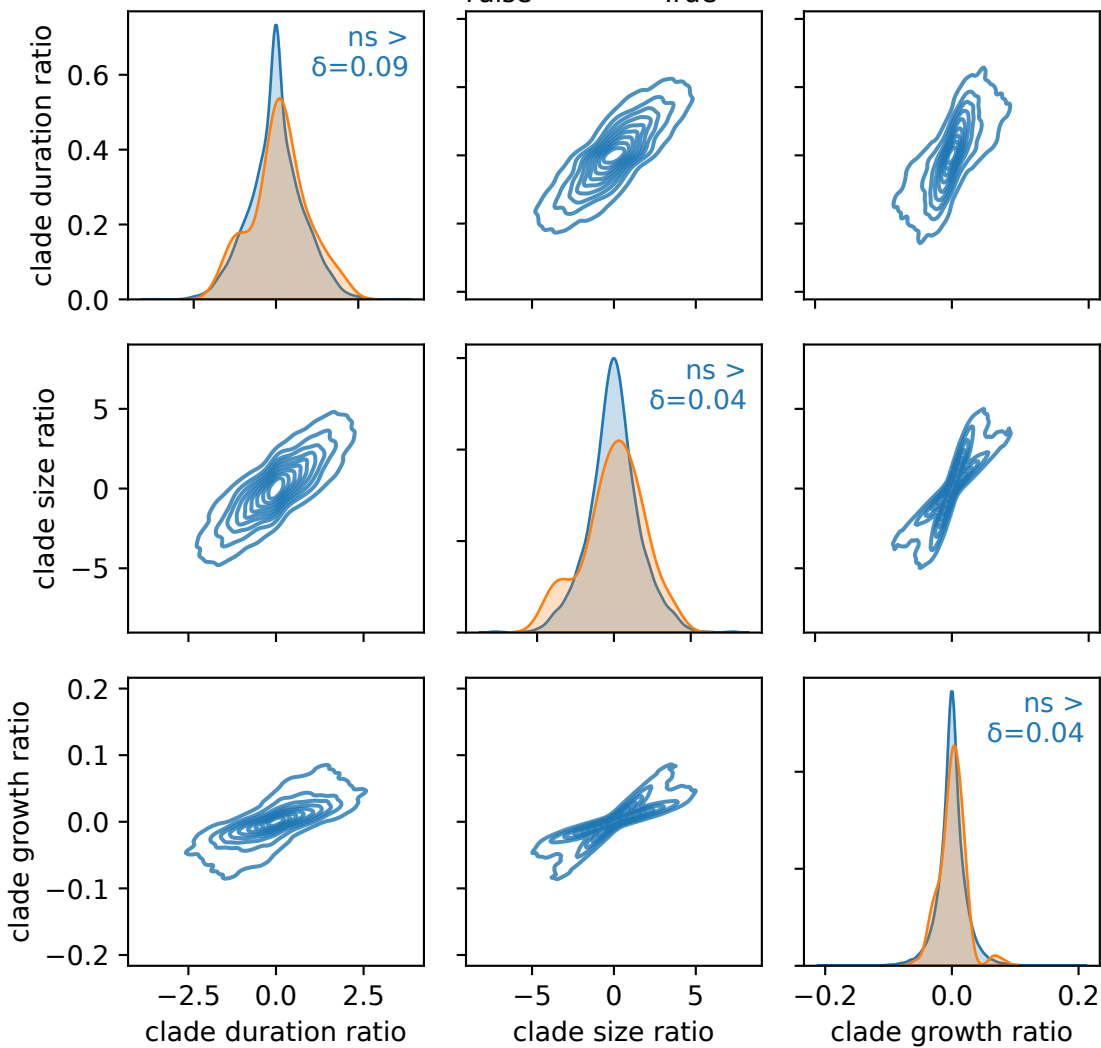 clade duration ratio
0.6
0.4
0.2
0.0
ns >
δ=0.09
clade size ratio
5
0
−5
ns >
δ=0.04
clade growth ratio
0.2
0.1
0.0
−0.1
−0.2
ns >
δ=0.04
−2.5 0.0 2.5
−5 0 5
−0.2 0.0 0.2
clade duration ratio
clade size ratio
clade growth ratio